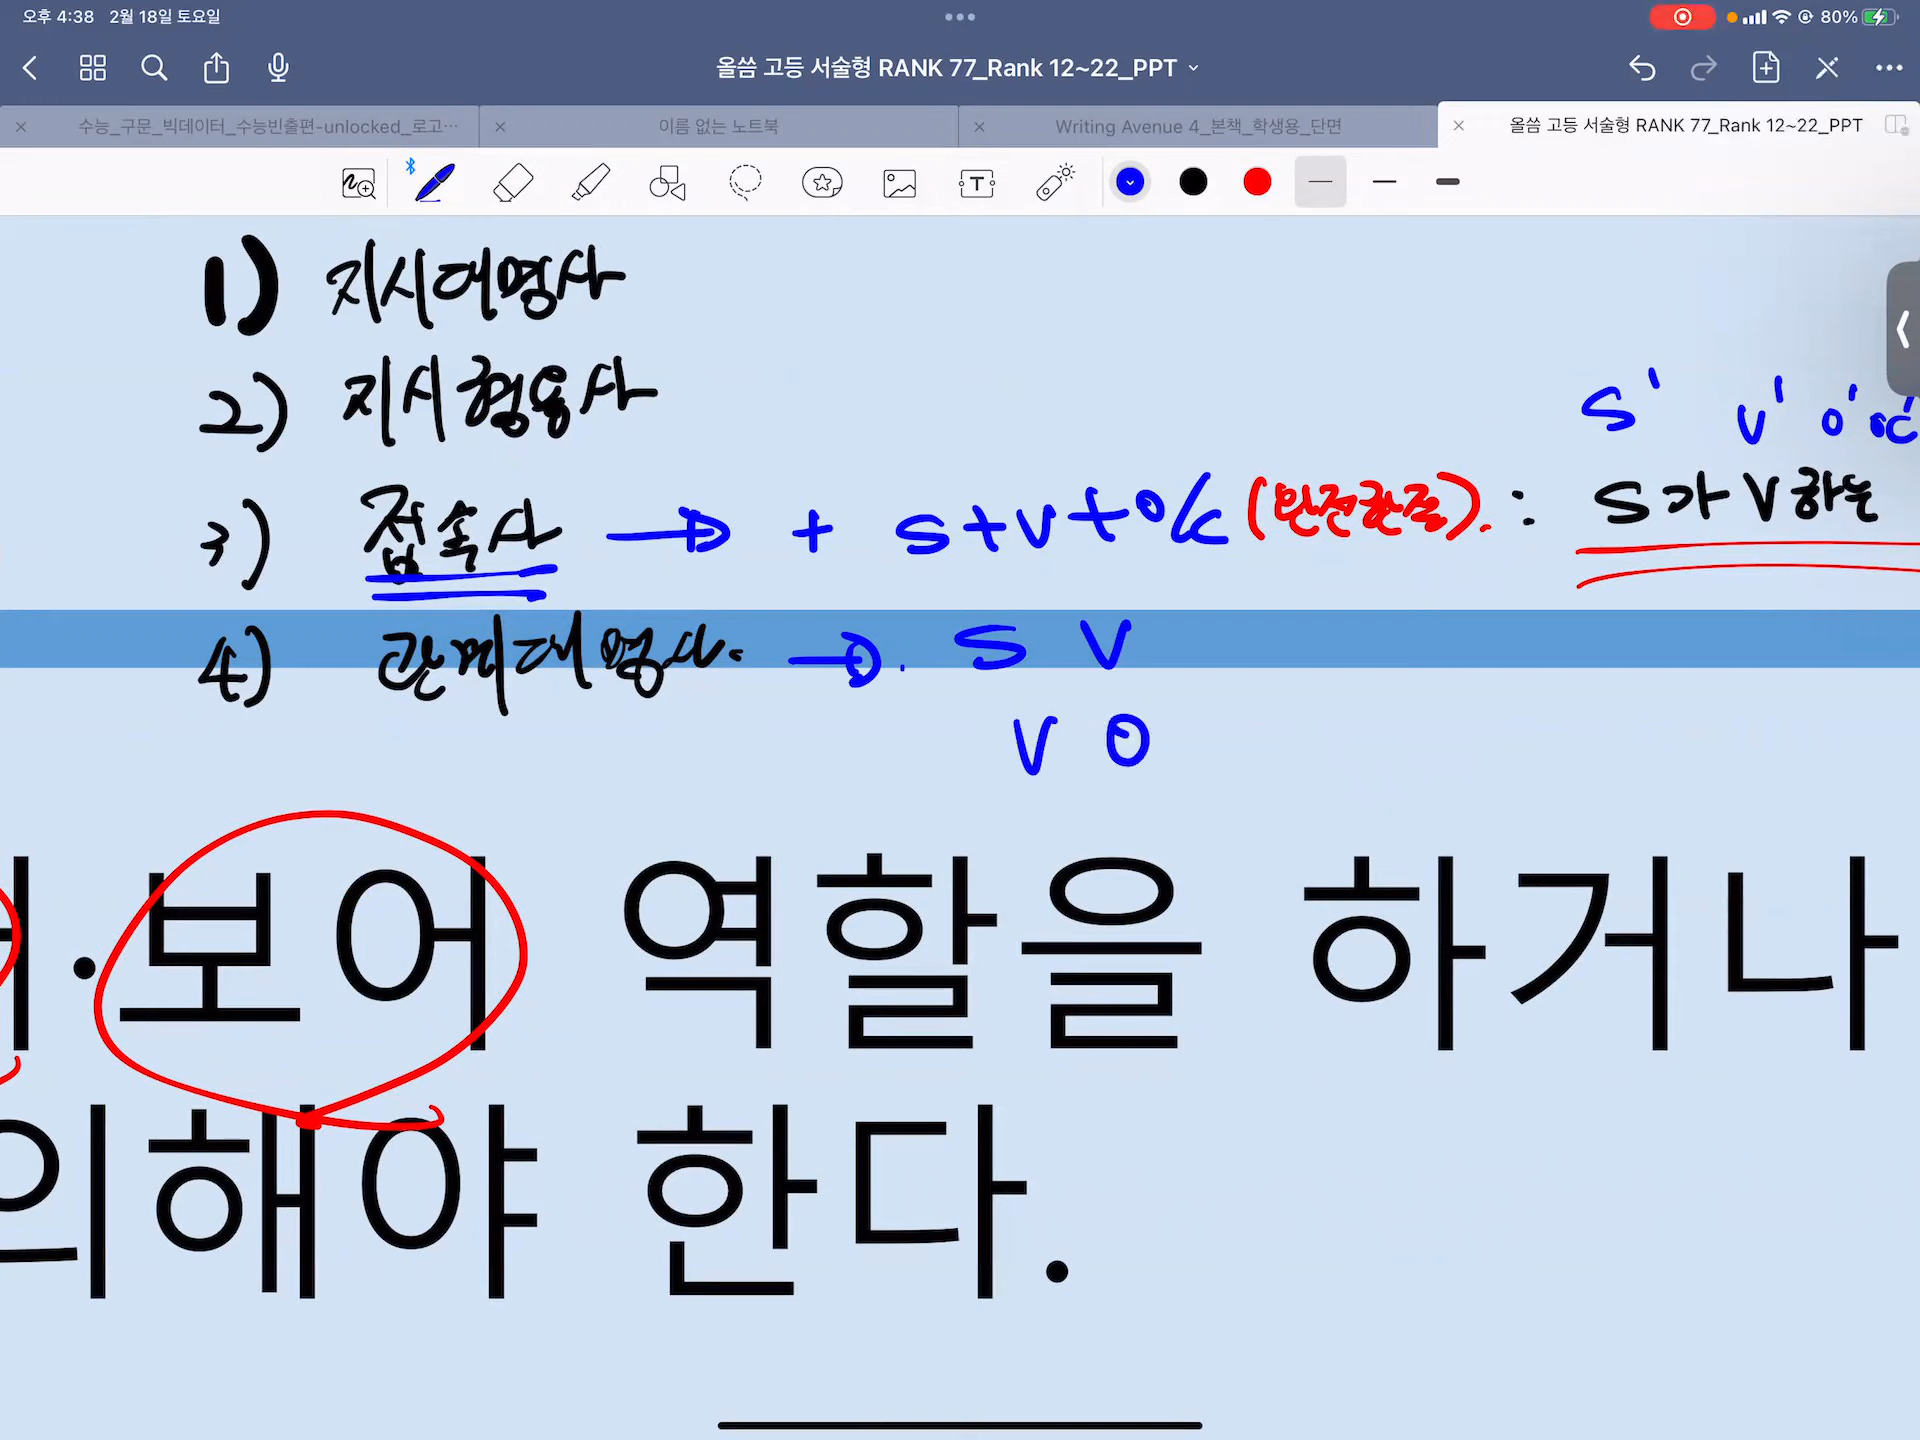 오후 4:38 2월 18일 토요일
80%
올씀 고등 서술형 RANK 77_Rank 12~22_PPT
수능_구문_빅데이터_수능빈출편-unlocked_로고…
이름 없는 노트북
Writing Avenue 4_본책_학생용_단면
올씀 고등 서술형 RANK 77_Rank 12~22_PPT
1) 지시대명사
2) 지시형용사
S' V' O' OC'
3) 접속사 → + S+V+O/C (완전한절). : S가 V하는
4) 관계대명사. → . S V
V O
·보어 역할을 하거나
의해야 한다.